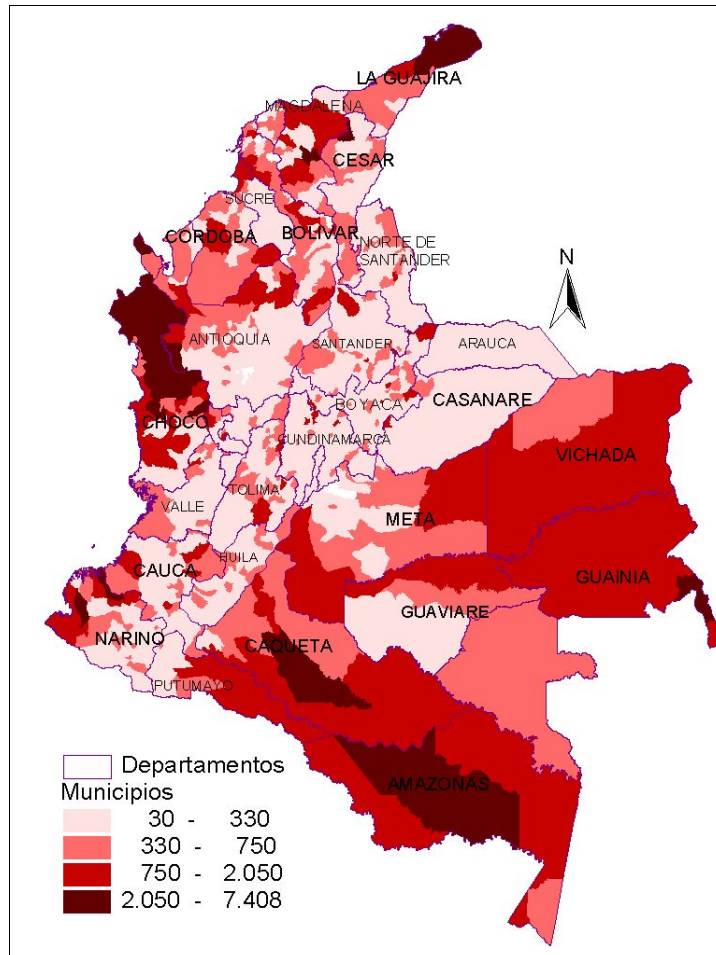 LA GUAJIRA
MAGDALENA
CESAR
SUCRE
CORDOBA
BOLIVAR
NORTE DE
SANTANDER
N
ANTIOQUIA
SANTANDER
ARAUCA
BOYACA
CASANARE
CHOCO
CUNDINAMARCA
VICHADA
VALLE
TOLIMA
META
CAUCA
HUILA
GUAINIA
GUAVIARE
NARINO
CAQUETA
PUTUMAYO
AMAZONAS
Departamentos
Municipios
30 - 330
330 - 750
750 - 2.050
2.050 - 7.408